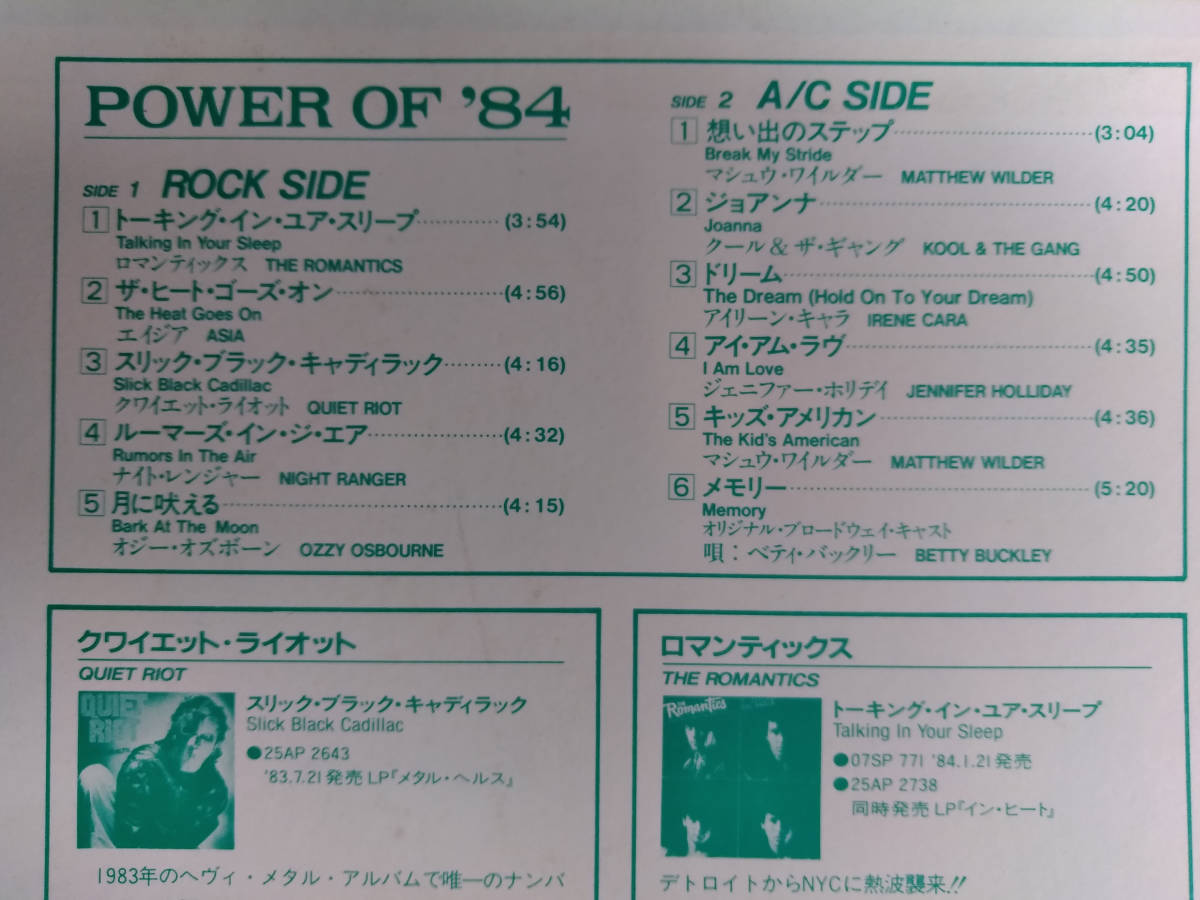 POWER OF '84
SIDE 1 ROCK SIDE
1 トーキング・イン・ユア・スリープ (3:54)
Talking In Your Sleep
ロマンティックス THE ROMANTICS
2 ザ・ヒート・ゴーズ・オン (4:56)
The Heat Goes On
エイジア ASIA
3 スリック・ブラック・キャディラック (4:16)
Slick Black Cadillac
クワイエット・ライオット QUIET RIOT
4 ルーマーズ・イン・ジ・エア (4:32)
Rumors In The Air
ナイト・レンジャー NIGHT RANGER
5 月に吠える (4:15)
Bark At The Moon
オジー・オズボーン OZZY OSBOURNE
SIDE 2 A/C SIDE
1 想い出のステップ (3:04)
Break My Stride
マシュウ・ワイルダー MATTHEW WILDER
2 ジョアンナ (4:20)
Joanna
クール & ザ・ギャング KOOL & THE GANG
3 ドリーム (4:50)
The Dream (Hold On To Your Dream)
アイリーン・キャラ IRENE CARA
4 アイ・アム・ラヴ (4:35)
I Am Love
ジェニファー・ホリデイ JENNIFER HOLLIDAY
5 キッズ・アメリカン (4:36)
The Kid's American
マシュウ・ワイルダー MATTHEW WILDER
6 メモリー (5:20)
Memory
オリジナル・ブロードウェイ・キャスト
唄：ベティ・バックリー BETTY BUCKLEY
クワイエット・ライオット
QUIET RIOT
QUIET
RIOT
スリック・ブラック・キャディラック
Slick Black Cadillac
●25AP 2643
'83.7.21発売 LP『メタル・ヘルス』
1983年のヘヴィ・メタル・アルバムで唯一のナンバ
ロマンティックス
THE ROMANTICS
The Romantics
トーキング・イン・ユア・スリープ
Talking In Your Sleep
●07SP 771 '84.1.21発売
●25AP 2738
同時発売 LP『イン・ヒート』
デトロイトからNYCに熱波襲来!!